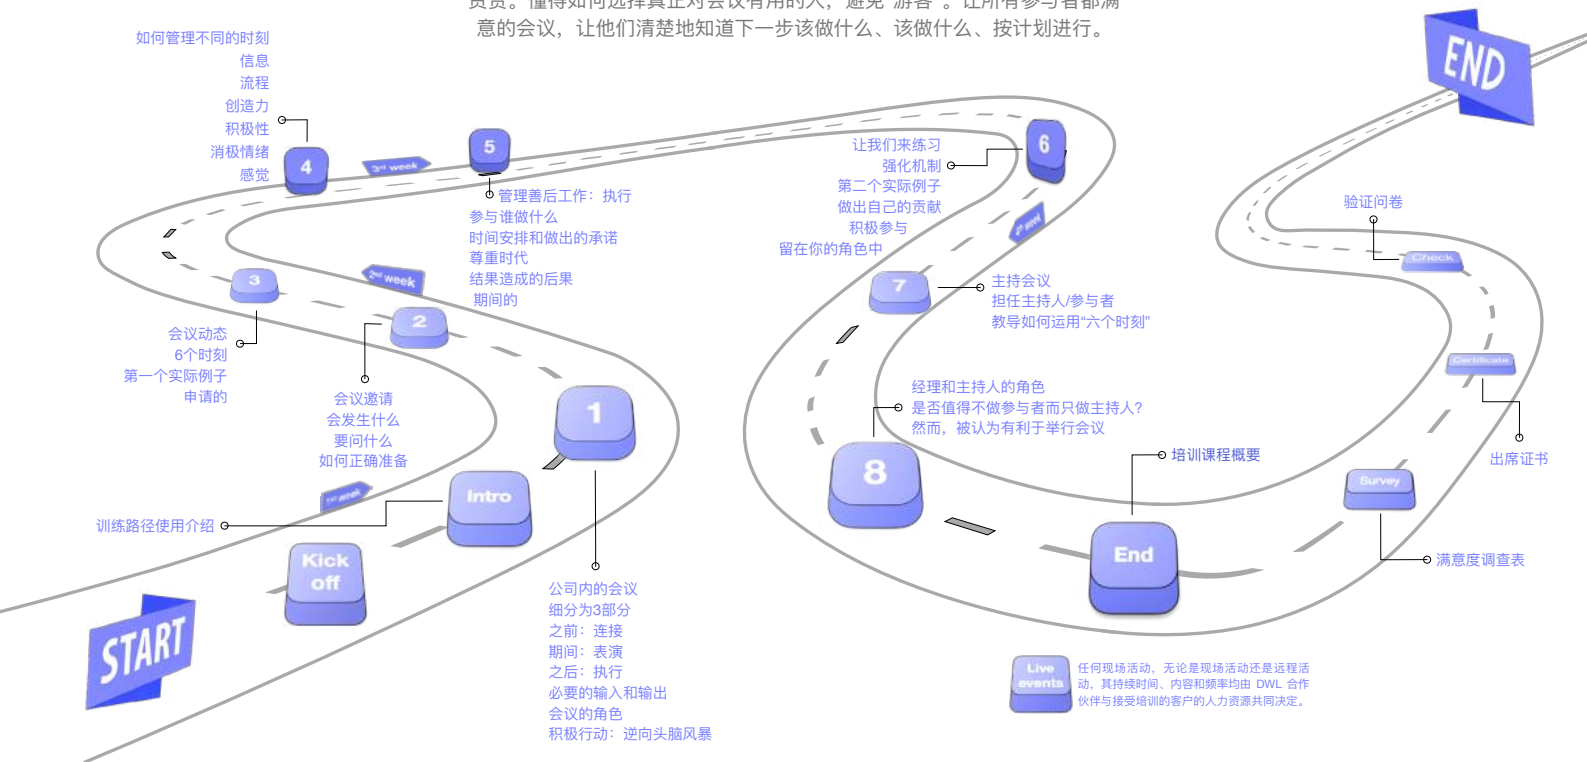 意的会议，让他们清楚地知道下一步该做什么、该做什么、按计划进行。
END
如何管理不同的时刻
信息
流程
创造力
积极性
消极情绪
感觉
4
3rd week
5
管理善后工作：执行
参与谁做什么
时间安排和做出的承诺
尊重时代
结果造成的后果
期间的
让我们来练习
强化机制
第二个实际例子
做出自己的贡献
积极参与
留在你的角色中
6
4th week
验证问卷
Check
3
2nd week
2
会议动态
6个时刻
第一个实际例子
申请的
会议邀请
会发生什么
要问什么
如何正确准备
7
主持会议
担任主持人/参与者
教导如何运用“六个时刻”
Certificate
出席证书
经理和主持人的角色
是否值得不做参与者而只做主持人？
然而，被认为有利于举行会议
8
1
1st week
Intro
训练路径使用介绍
Kick
off
START
培训课程概要
End
Survey
满意度调查表
公司内的会议
细分为3部分
之前：连接
期间：表演
之后：执行
必要的输入和输出
会议的角色
积极行动：逆向头脑风暴
Live
events
任何现场活动，无论是现场活动还是远程活
动，其持续时间、内容和频率均由 DWL 合作
伙伴与接受培训的客户的人力资源共同决定。